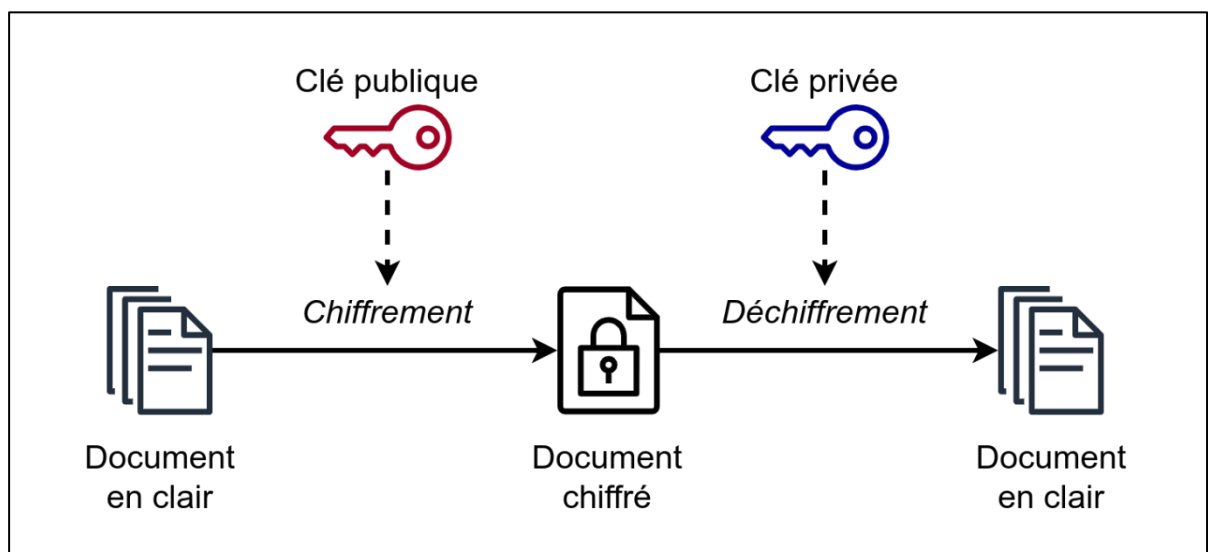 Clé publique
Clé privée
Chiffrement
Déchiffrement
Document
en clair
Document
chiffré
Document
en clair